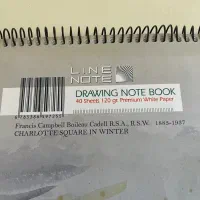 LINE
NOTE
DRAWING NOTE BOOK
40 Sheets 120 gr Premium White Paper
Francis Campbell Boileau Cadell R.S.A., R.S.W. 1883-1937
CHARLOTTE SQUARE IN WINTER